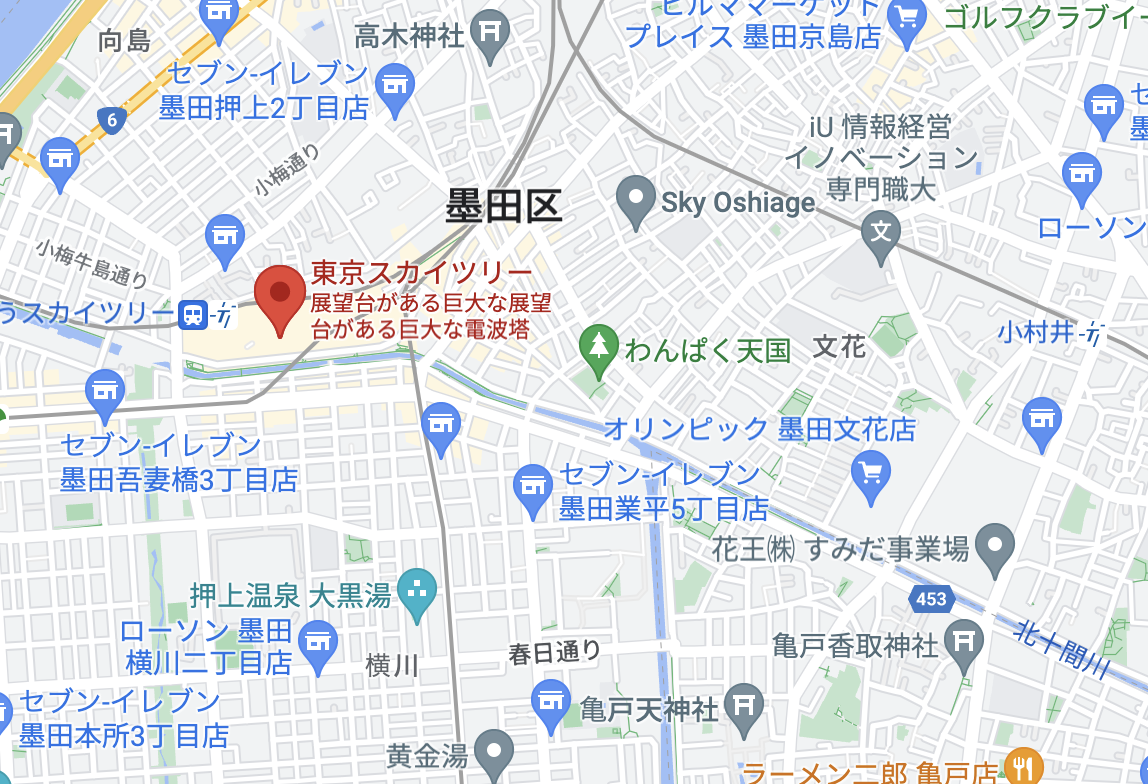 ビルママーケット
プレイス 墨田京島店
ゴルフクラブイ
向島
高木神社
セブン-イレブン
墨田押上2丁目店
6
セ
墨
iU 情報経営
イノベーション
専門職大
小梅通り
墨田区
Sky Oshiage
文
ローソン
小梅牛島通り
東京スカイツリー
展望台がある巨大な展望
台がある巨大な電波塔
うスカイツリー
小村井
わんぱく天国
文花
オリンピック 墨田文花店
セブン-イレブン
墨田吾妻橋3丁目店
セブン-イレブン
墨田業平5丁目店
花王㈱ すみだ事業場
押上温泉 大黒湯
453
ローソン 墨田
横川二丁目店
横川
春日通り
亀戸香取神社
北十間川
セブン-イレブン
墨田本所3丁目店
亀戸天神社
黄金湯
ラーメン二郎 亀戸店